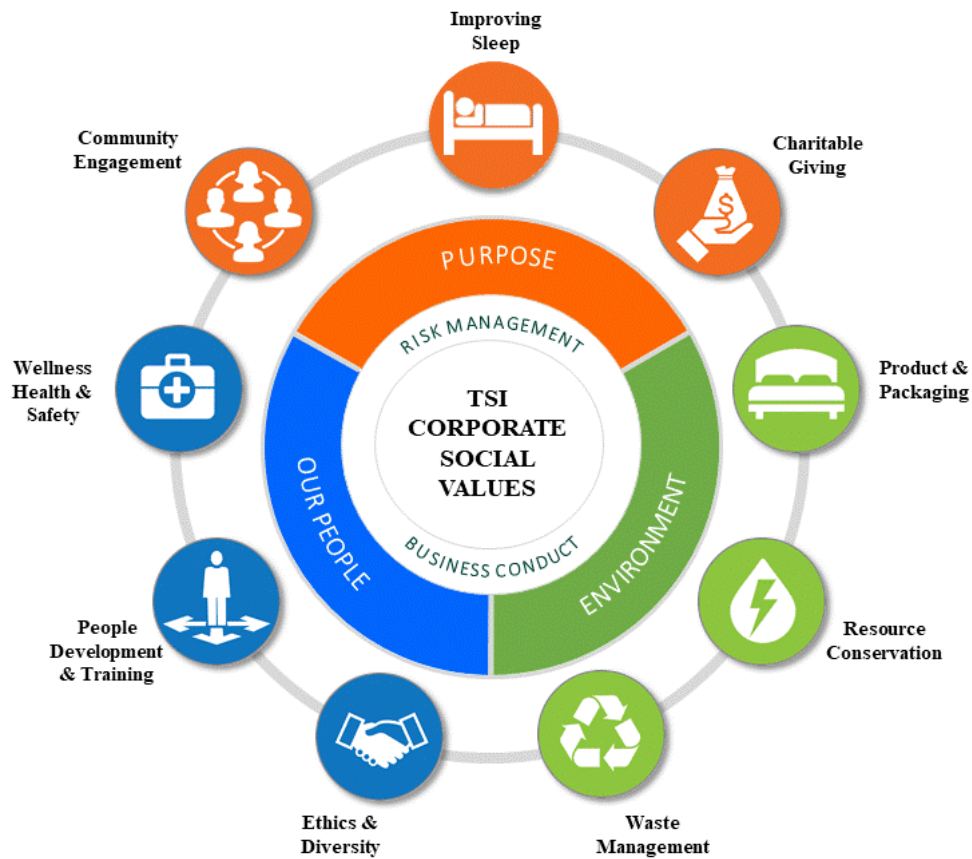 Improving
Sleep
Community
Engagement
Charitable
Giving
PURPOSE
RISK MANAGEMENT
Wellness
Health &
Safety
TSI
CORPORATE
SOCIAL
VALUES
Product &
Packaging
OUR PEOPLE
BUSINESS CONDUCT
ENVIRONMENT
People
Development
& Training
Resource
Conservation
Ethics &
Diversity
Waste
Management
$